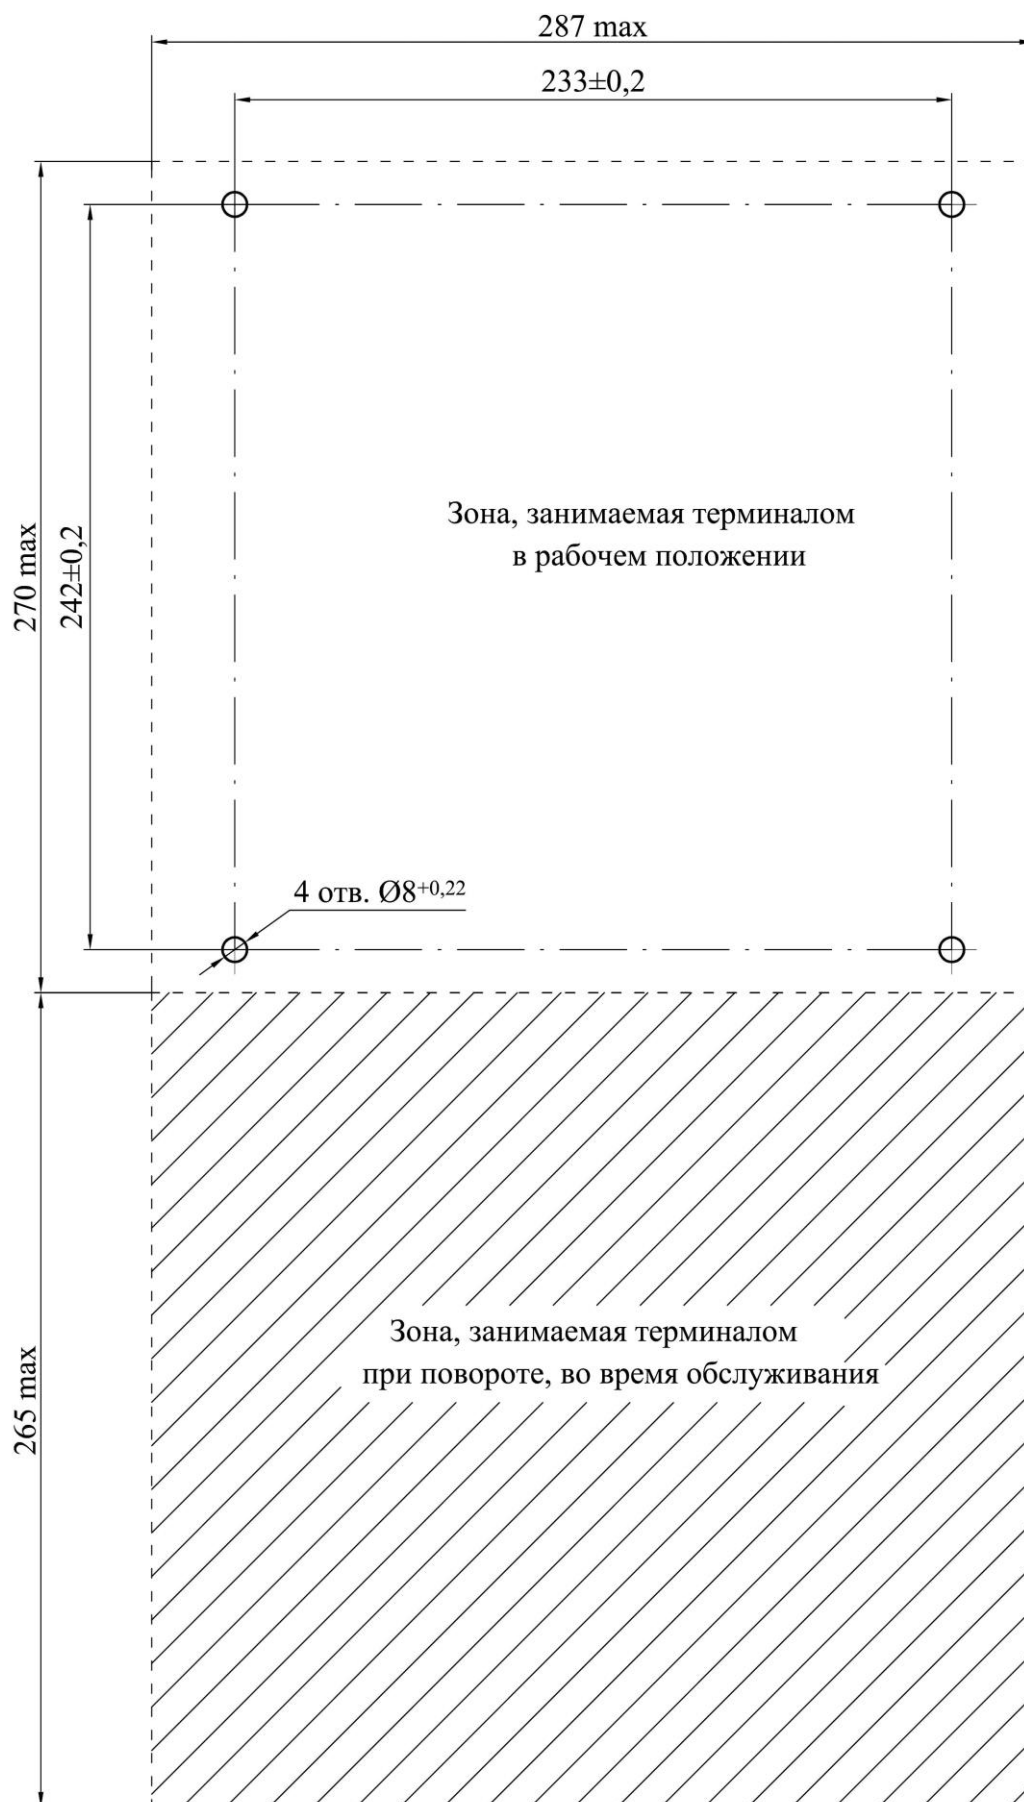 287 max
233±0,2
270 max
242±0,2
Зона, занимаемая терминалом
в рабочем положении
4 отв. Ø8+0,22
265 max
Зона, занимаемая терминалом
при повороте, во время обслуживания